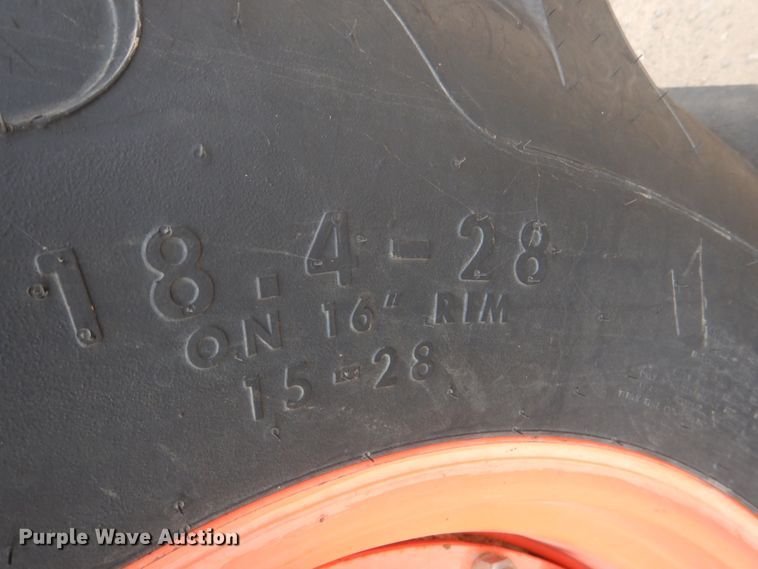 18.4-28
ON 16" RIM
15-28
Purple Wave Auction